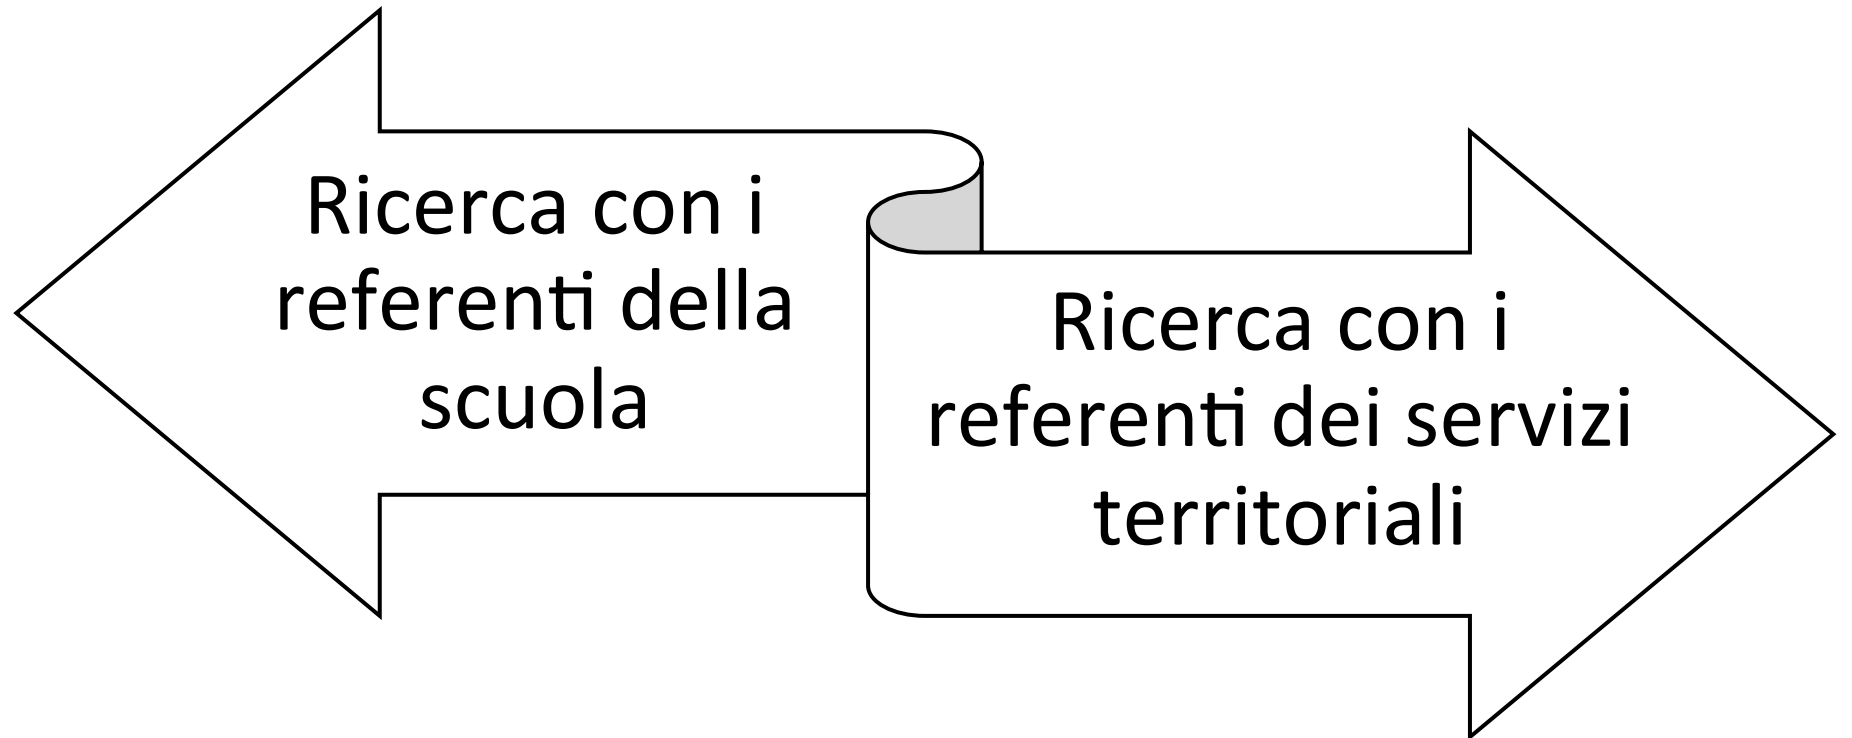 Ricerca con i
referenti della
scuola
Ricerca con i
referenti dei servizi
territoriali